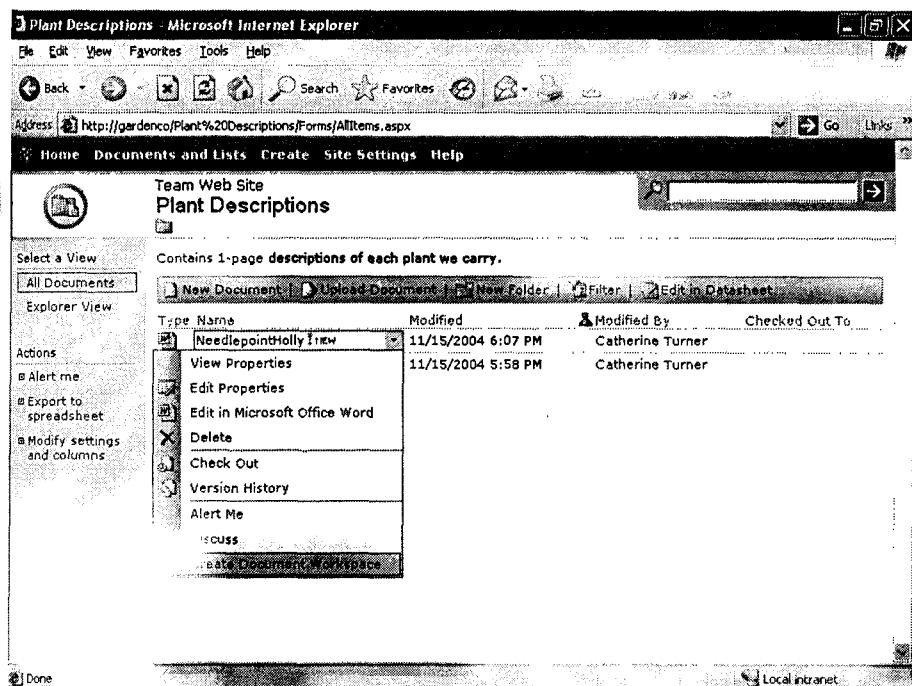 Plant Descriptions - Microsoft Internet Explorer
File Edit View Favorites Tools Help
Back Search Favorites
Address http://gardenco/Plant%20Descriptions/Forms/AllItems.aspx Go Links »
Home Documents and Lists Create Site Settings Help
Team Web Site
Plant Descriptions
Select a View
Contains 1-page descriptions of each plant we carry.
All Documents
New Document | Upload Document | New Folder | Filter | Edit in Datasheet
Explorer View
Type Name Modified Modified By Checked Out To
NeedlepointHolly ! NEW 11/15/2004 6:07 PM Catherine Turner
Actions
View Properties 11/15/2004 5:58 PM Catherine Turner
Alert me
Edit Properties
Export to
spreadsheet
Edit in Microsoft Office Word
Modify settings
and columns
Delete
Check Out
Version History
Alert Me
iscuss
reate Document Workspace
Done Local intranet